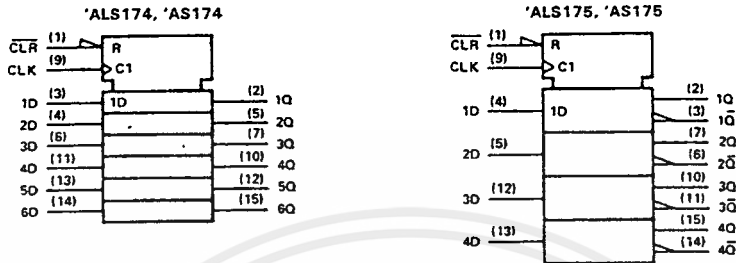 'ALS174, 'AS174
C̅L̅R̅ (1) R
CLK (9) C1
1D (3) 1D (2) 1Q
2D (4) (5) 2Q
3D (6) (7) 3Q
4D (11) (10) 4Q
5D (13) (12) 5Q
6D (14) (15) 6Q
'ALS175, 'AS175
C̅L̅R̅ (1) R
CLK (9) C1
(2) 1Q
1D (4) 1D (3) 1Q̅
(7) 2Q
2D (5) (6) 2Q̅
(10) 3Q
3D (12) (11) 3Q̅
(15) 4Q
4D (13) (14) 4Q̅